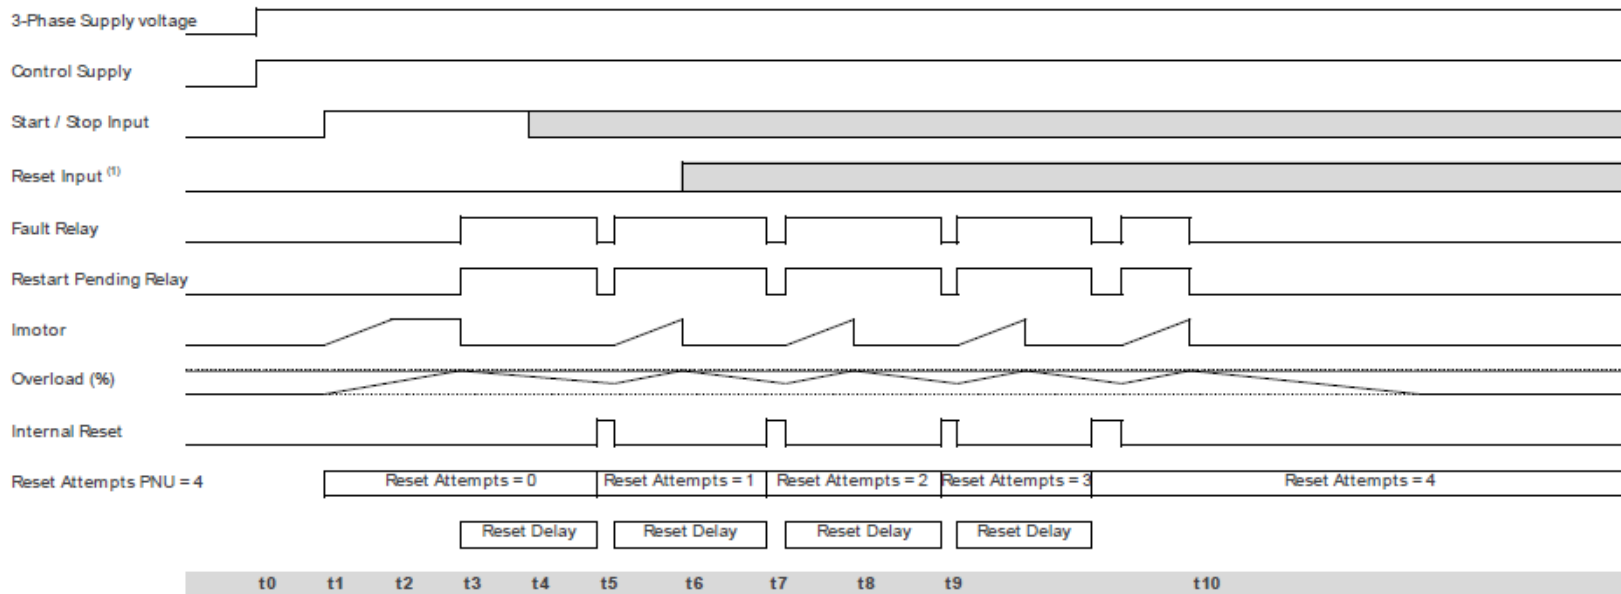 3-Phase Supply voltage
Control Supply
Start / Stop Input
Reset Input (1)
Fault Relay
Restart Pending Relay
Imotor
Overload (%)
Internal Reset
Reset Attempts PNU = 4 Reset Attempts = 0 Reset Attempts = 1 Reset Attempts = 2 Reset Attempts = 3 Reset Attempts = 4
Reset Delay Reset Delay Reset Delay Reset Delay
t0 t1 t2 t3 t4 t5 t6 t7 t8 t9 t10